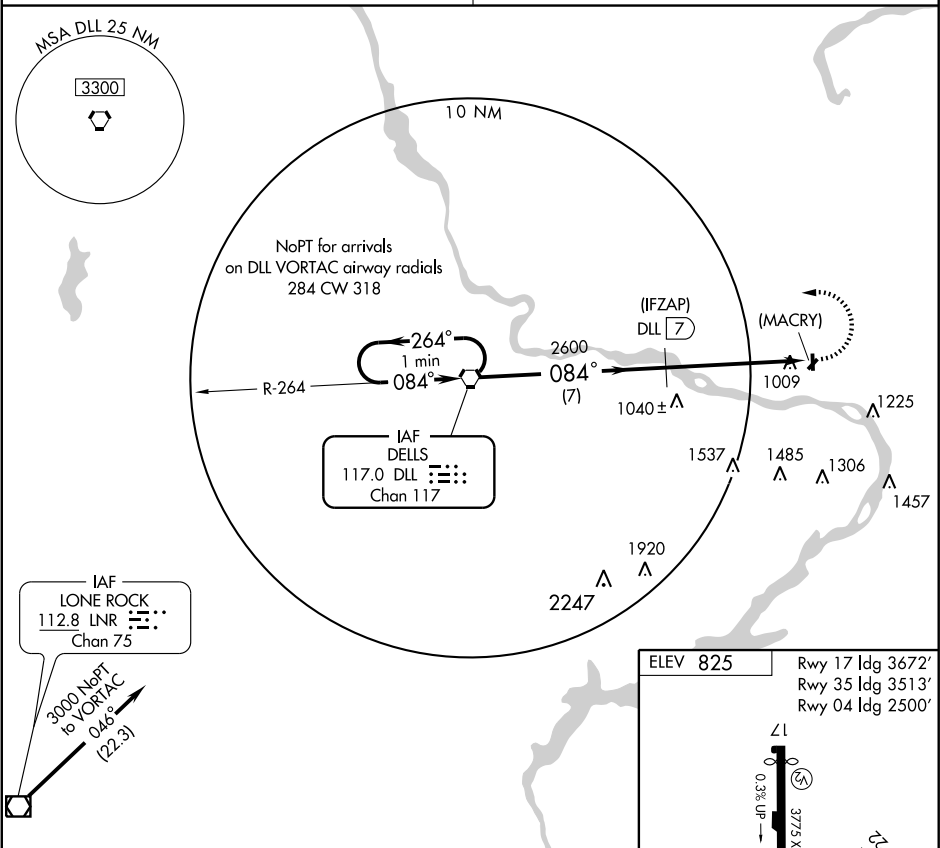 MSA DLL 25 NM
3300
10 NM
NoPT for arrivals
on DLL VORTAC airway radials
284 CW 318
(IFZAP)
DLL 7
(MACRY)
264°
1 min
084°
R-264
2600
084°
(7)
1009
1040 ±
1225
1537
1485
1306
1457
IAF
DELLS
117.0 DLL
Chan 117
1920
2247
IAF
LONE ROCK
112.8 LNR
Chan 75
3000 NoPT
to VORTAC
046°
(22.3)
ELEV 825
Rwy 17 ldg 3672'
Rwy 35 ldg 3513'
Rwy 04 ldg 2500'
17
V2
0.3% UP
3775 X
22